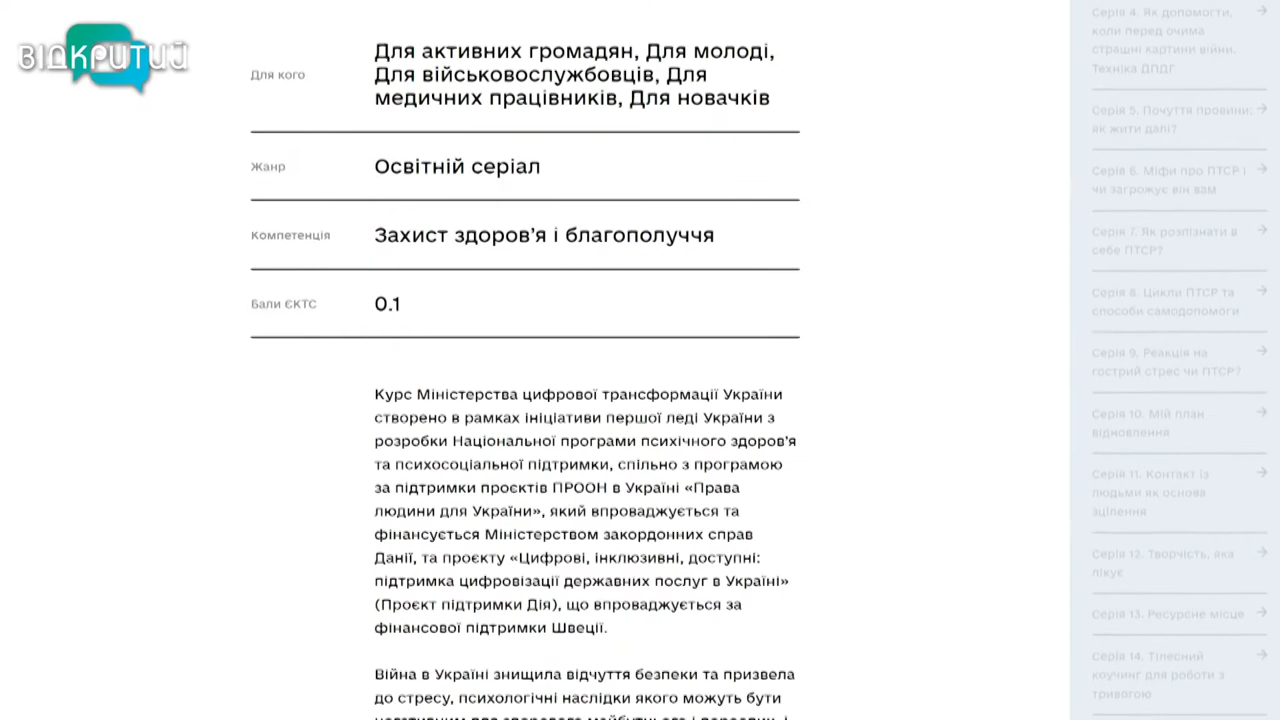 ВІДКРИТИЙ
Для кого
Для активних громадян, Для молоді,
Для військовослужбовців, Для
медичних працівників, Для новачків
Жанр
Освітній серіал
Компетенція
Захист здоров’я і благополуччя
Бали ЄКТС
0.1
Курс Міністерства цифрової трансформації України
створено в рамках ініціативи першої леді України з
розробки Національної програми психічного здоров’я
та психосоціальної підтримки, спільно з програмою
за підтримки проєктів ПРООН в Україні «Права
людини для України», який впроваджується та
фінансується Міністерством закордонних справ
Данії, та проєкту «Цифрові, інклюзивні, доступні:
підтримка цифровізації державних послуг в Україні»
(Проєкт підтримки Дія), що впроваджується за
фінансової підтримки Швеції.
Війна в Україні знищила відчуття безпеки та призвела
до стресу, психологічні наслідки якого можуть бути
негативним для здорового майбутнього і дорослих, і
Серія 4. Як допомогти,
коли перед очима
страшні картини війни.
Техніка ДПДГ
Серія 5. Почуття провини:
як жити далі?
Серія 6. Міфи про ПТСР і
чи загрожує він вам
Серія 7. Як розпізнати в
себе ПТСР?
Серія 8. Цикли ПТСР та
способи самодопомоги
Серія 9. Реакція на
гострий стрес чи ПТСР?
Серія 10. Мій план
відновлення
Серія 11. Контакт із
людьми як основа
зцілення
Серія 12. Творчість, яка
лікує
Серія 13. Ресурсне місце
Серія 14. Тілесний
коучинг для роботи з
тривогою